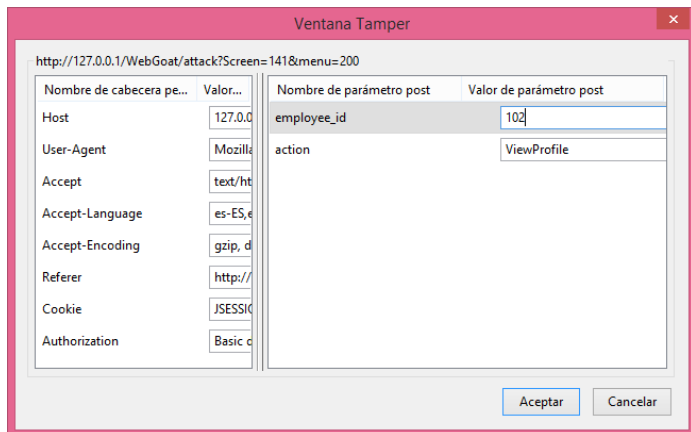 Ventana Tamper
http://127.0.0.1/WebGoat/attack?Screen=141&menu=200
Nombre de cabecera pe... Valor... Nombre de parámetro post Valor de parámetro post
Host 127.0.0 employee_id 102
User-Agent Mozilla action ViewProfile
Accept text/ht
Accept-Language es-ES,e
Accept-Encoding gzip, d
Referer http://
Cookie JSESSIO
Authorization Basic
Aceptar Cancelar